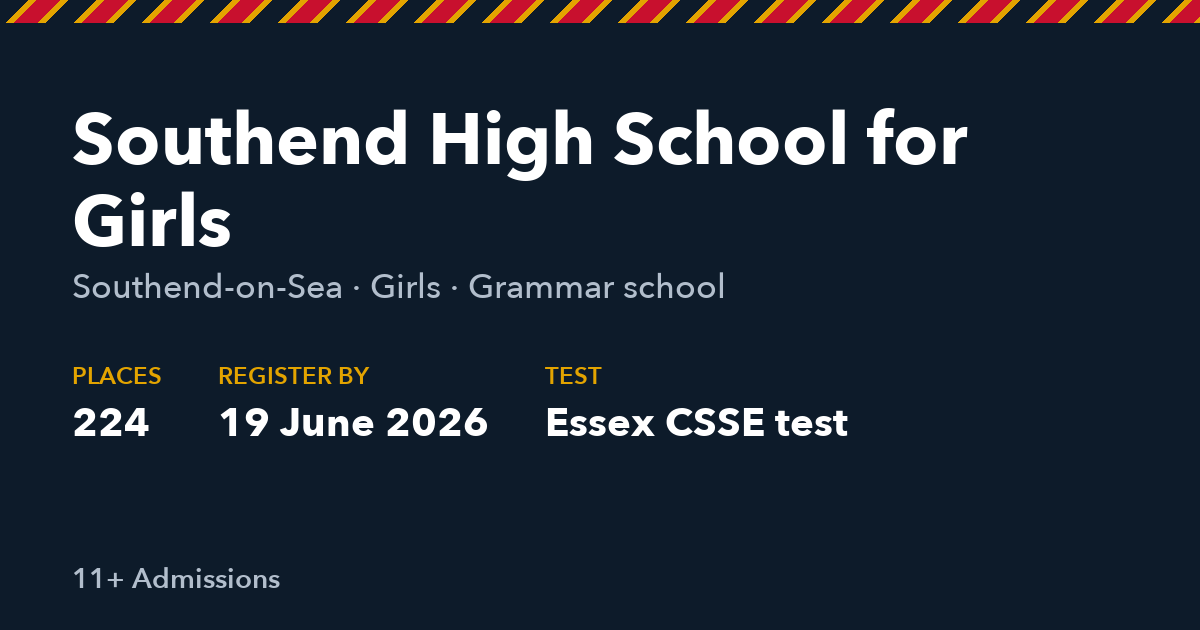 Southend High School for
Girls
Southend-on-Sea · Girls · Grammar school
PLACES REGISTER BY TEST
224 19 June 2026 Essex CSSE test
11+ Admissions